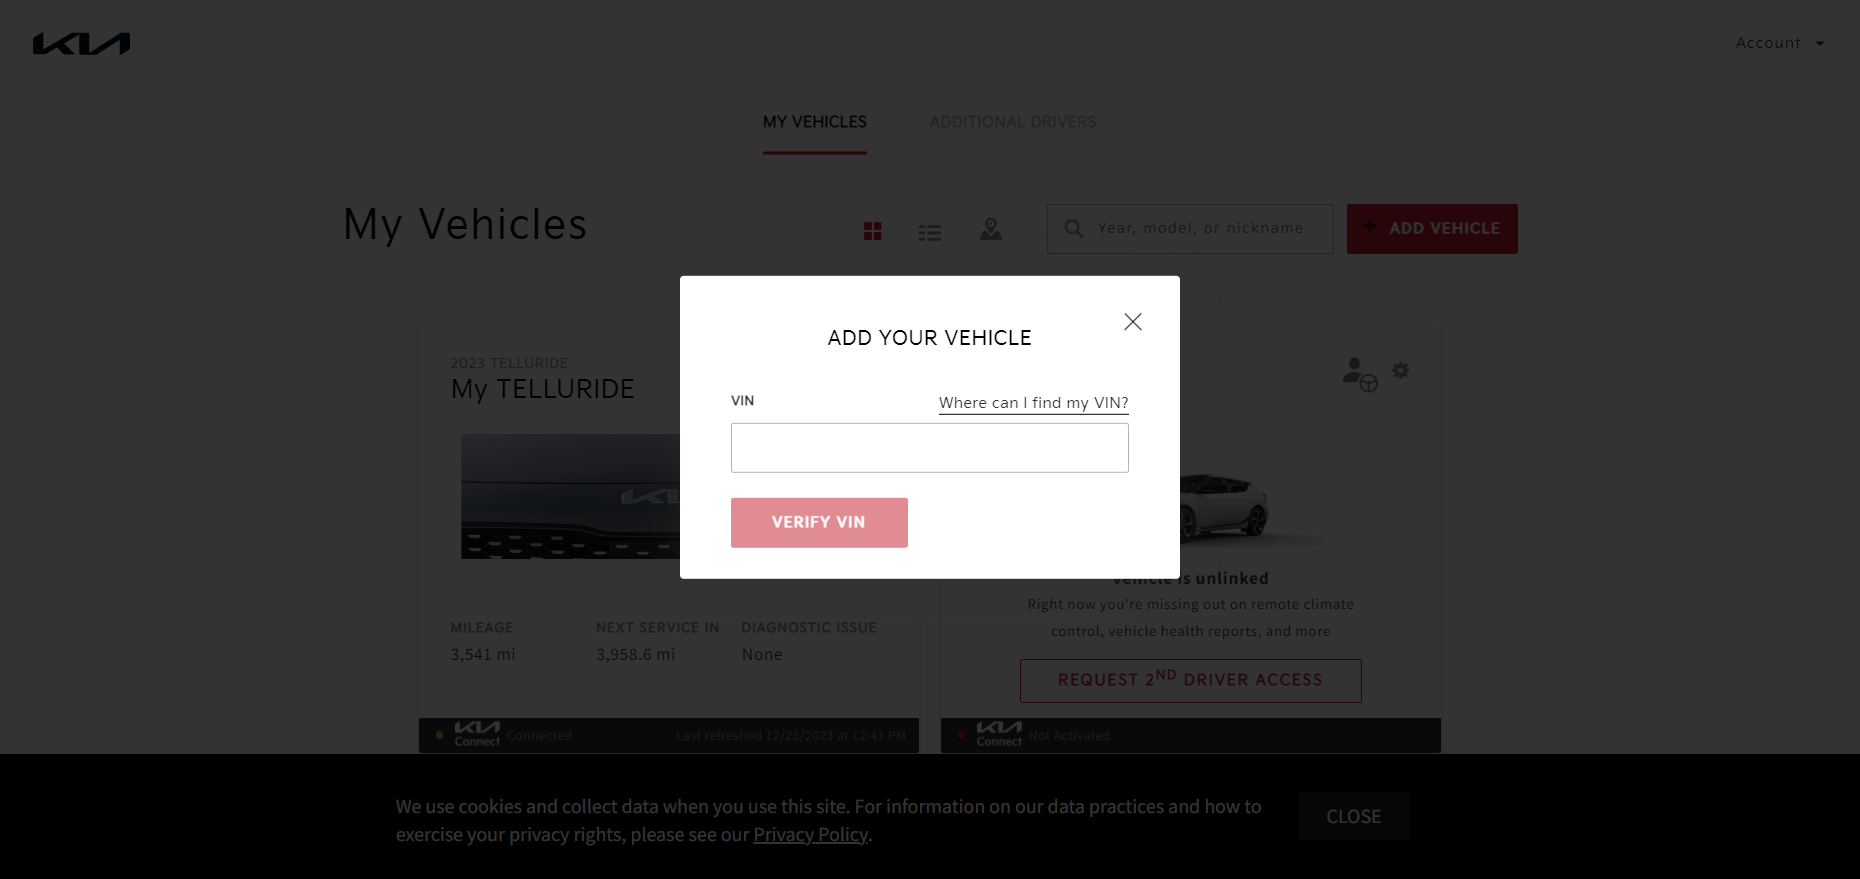 KIA
Account
MY VEHICLES
ADDITIONAL DRIVERS
My Vehicles
Year, model, or nickname
+ ADD VEHICLE
ADD YOUR VEHICLE
VIN
Where can I find my VIN?
VERIFY VIN
2023 TELLURIDE
My TELLURIDE
KIA
MILEAGE
NEXT SERVICE IN
DIAGNOSTIC ISSUE
3,541 mi
3,958.6 mi
None
KIA
Connect
Connected
Last refreshed 12/25/2023 at 12:41 PM
Vehicle is unlinked
Right now you're missing out on remote climate
control, vehicle health reports, and more
REQUEST 2ND DRIVER ACCESS
KIA
Connect
Not Activated
We use cookies and collect data when you use this site. For information on our data practices and how to
exercise your privacy rights, please see our Privacy Policy.
CLOSE